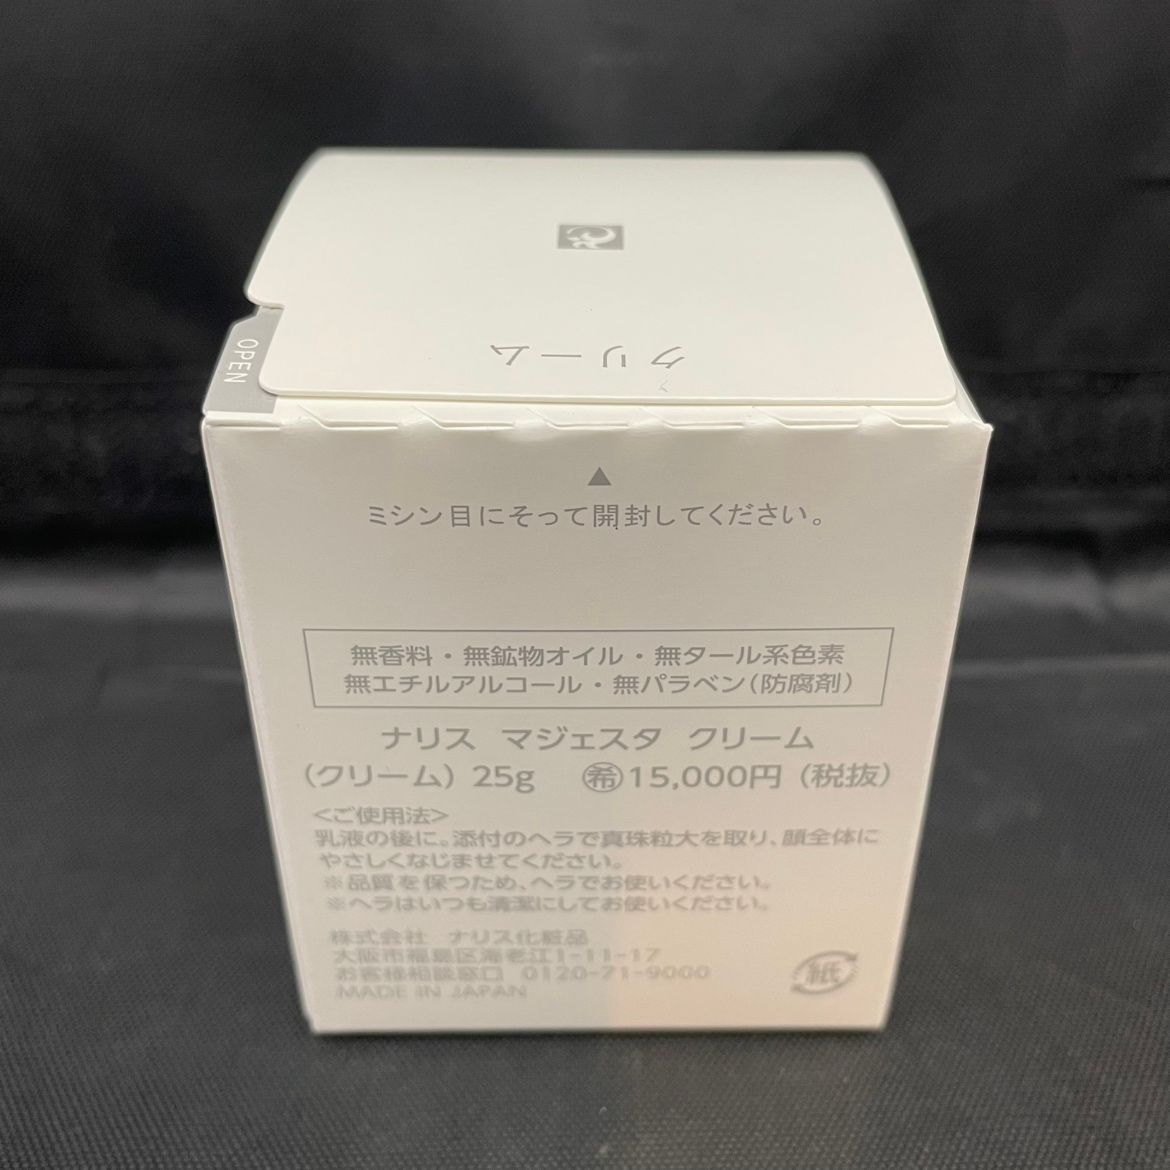 クリーム
OPEN
▲
ミシン目にそって開封してください。
無香料・無鉱物オイル・無タール系色素
無エチルアルコール・無パラベン(防腐剤)
ナリス マジェスタ クリーム
(クリーム) 25g ㊝15,000円 (税抜)
<ご使用法>
乳液の後に。添付のヘラで真珠粒大を取り、顔全体に
やさしくなじませてください。
※品質を保つため、ヘラでお使いください。
※ヘラはいつも清潔にしてお使いください。
株式会社 ナリス化粧品
大阪市福島区海老江1-11-17
お客様相談窓口 0120-71-9000
MADE IN JAPAN
紙